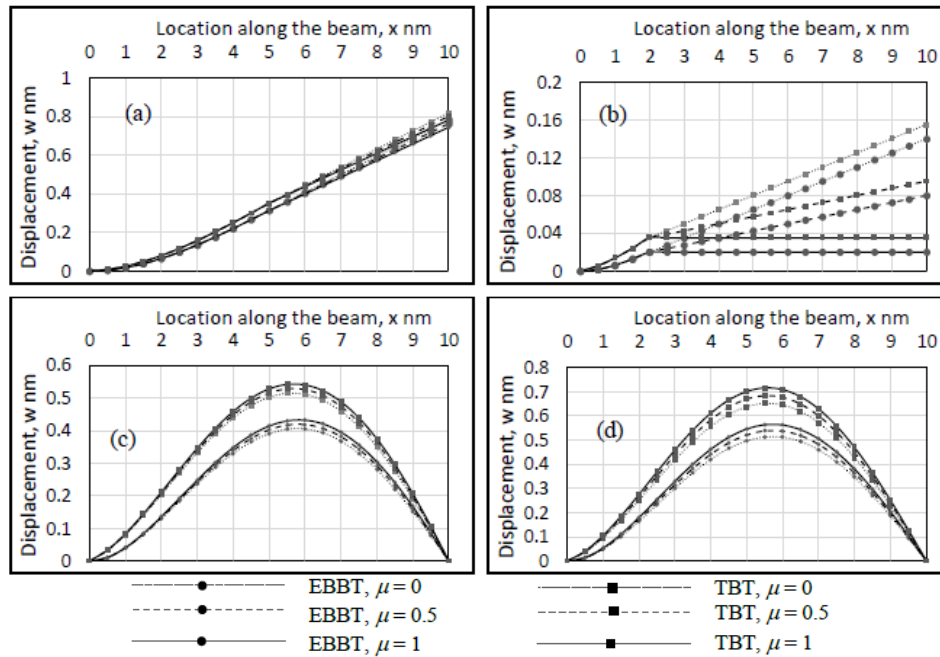 Location along the beam, x nm
0 1 2 3 4 5 6 7 8 9 10
1
0.8
0.6
0.4
0.2
0
Displacement, w nm
(a)
Location along the beam, x nm
0 1 2 3 4 5 6 7 8 9 10
0.2
0.16
0.12
0.08
0.04
0
Displacement, w nm
(b)
Location along the beam, x nm
0 1 2 3 4 5 6 7 8 9 10
0.6
0.5
0.4
0.3
0.2
0.1
0
Displacement, w nm
(c)
Location along the beam, x nm
0 1 2 3 4 5 6 7 8 9 10
0.8
0.7
0.6
0.5
0.4
0.3
0.2
0.1
0
Displacement, w nm
(d)
EBBT, μ = 0
EBBT, μ = 0.5
EBBT, μ = 1
TBT, μ = 0
TBT, μ = 0.5
TBT, μ = 1